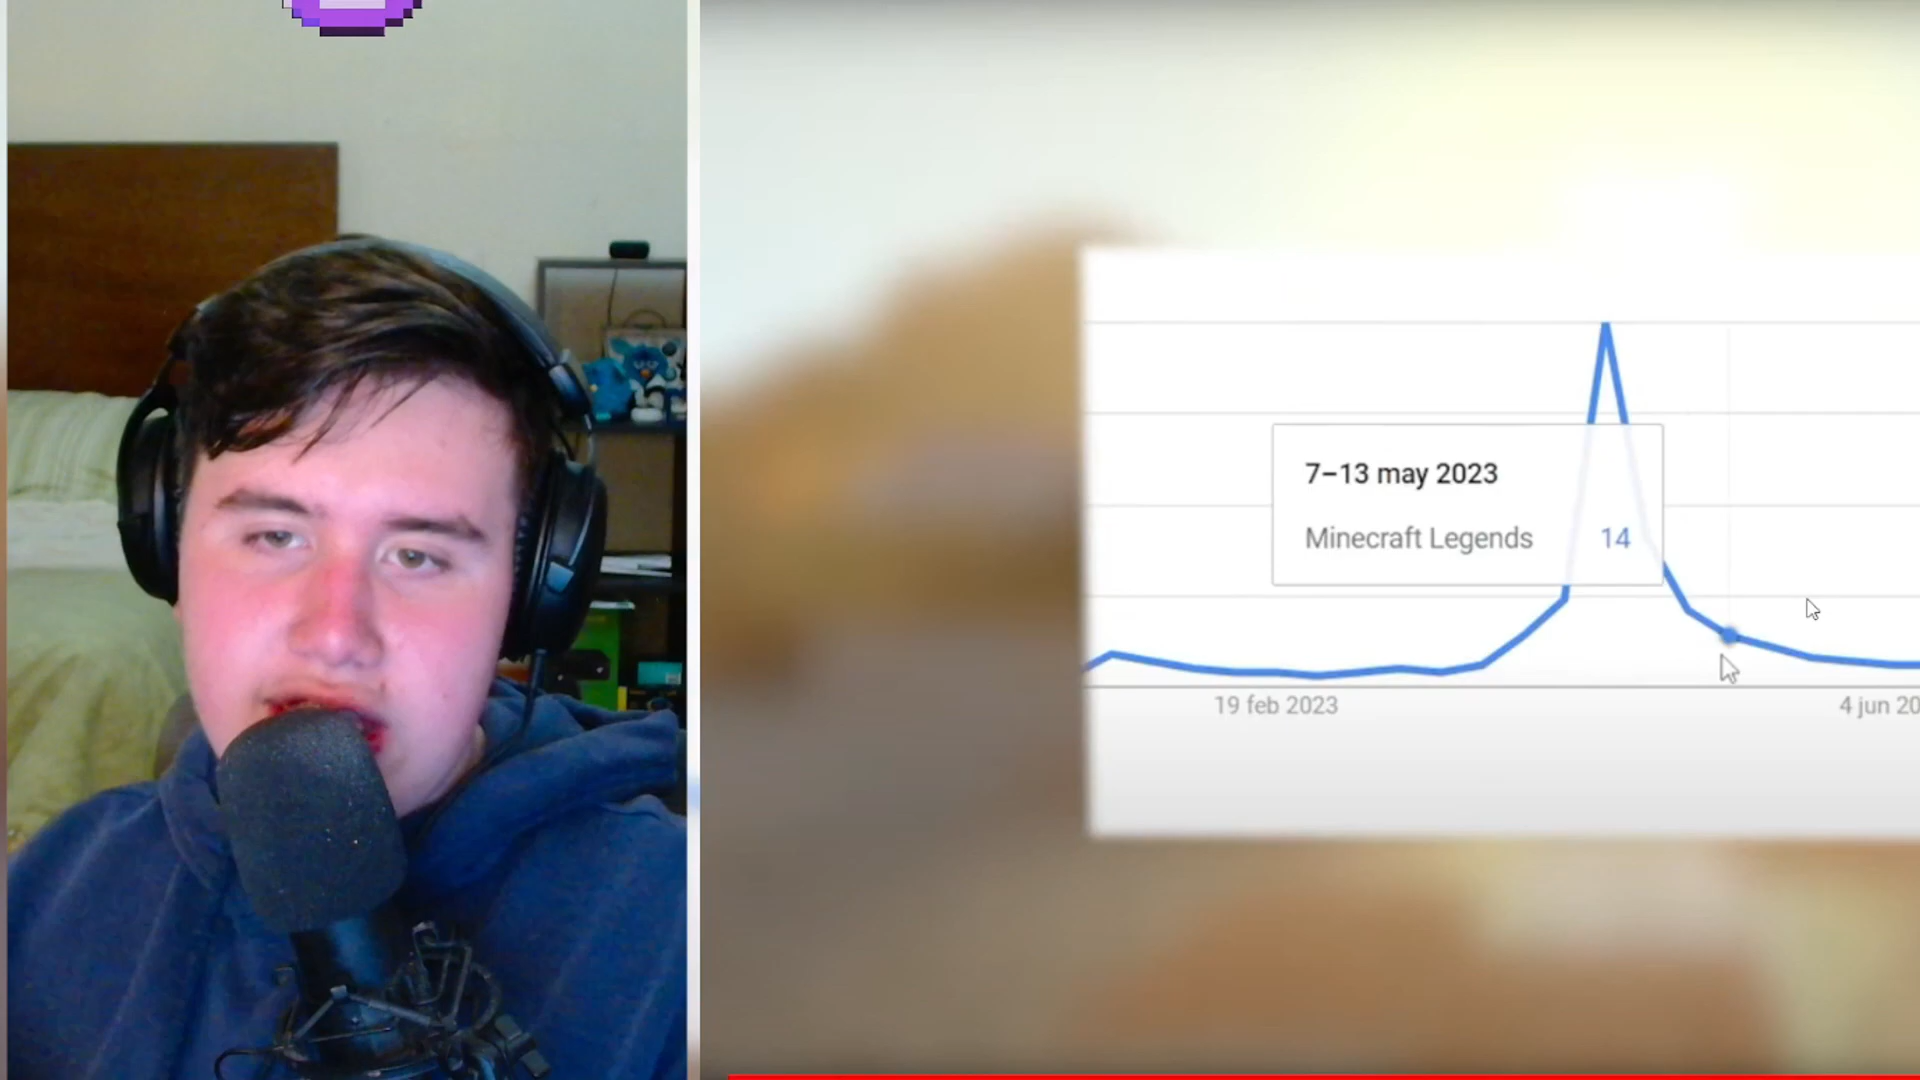 7–13 may 2023
Minecraft Legends 14
19 feb 2023
4 jun 20